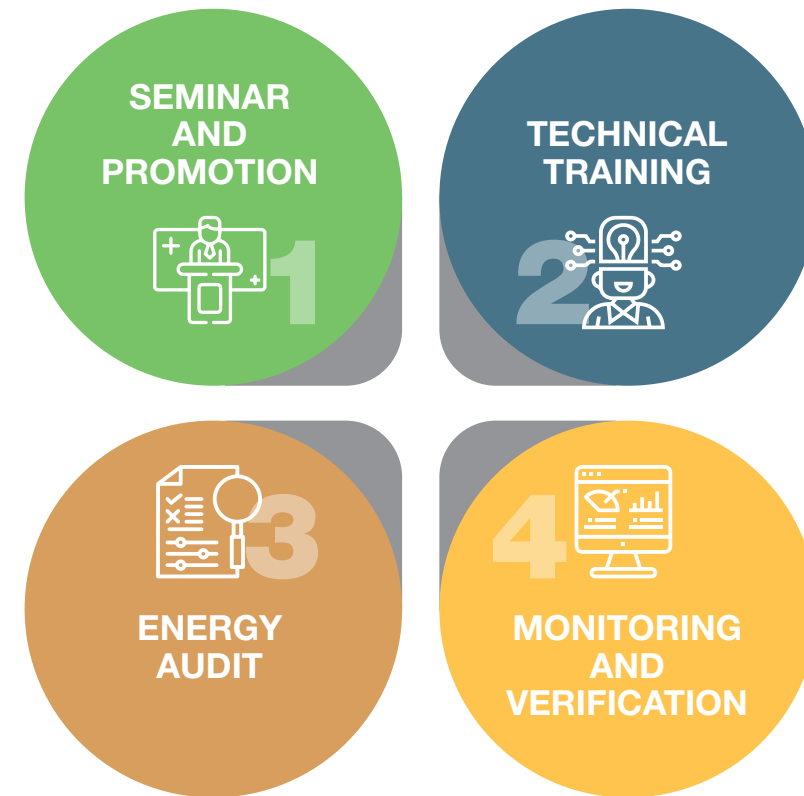 SEMINAR
AND
PROMOTION
1
TECHNICAL
TRAINING
2
3
ENERGY
AUDIT
4
MONITORING
AND
VERIFICATION